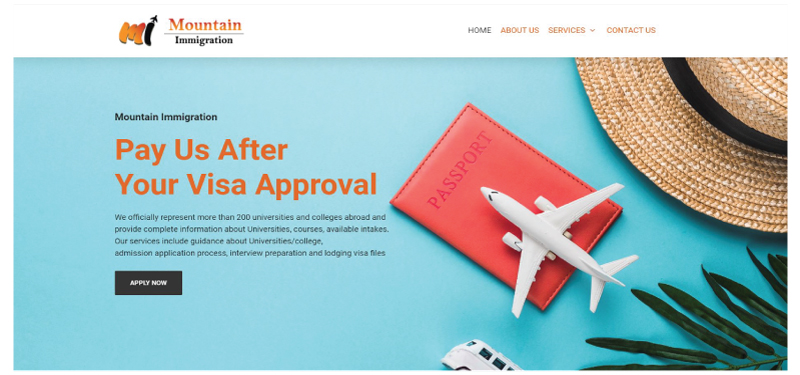 Mountain
Immigration
HOME ABOUT US SERVICES CONTACT US
Mountain Immigration
Pay Us After
Your Visa Approval
We officially represent more than 200 universities and colleges abroad and
provide complete information about Universities, courses, available intakes.
Our services include guidance about Universities/college,
admission application process, interview preparation and lodging visa files
APPLY NOW
PASSPORT